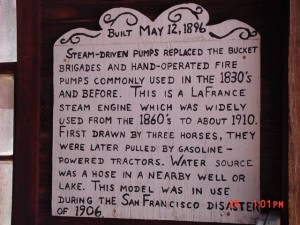 BUILT MAY 12, 1896
STEAM-DRIVEN PUMPS REPLACED THE BUCKET
BRIGADES AND HAND-OPERATED FIRE
PUMPS COMMONLY USED IN THE 1830'S
AND BEFORE. THIS IS A LAFRANCE
STEAM ENGINE WHICH WAS WIDELY
USED FROM THE 1860'S TO ABOUT 1910.
FIRST DRAWN BY THREE HORSES, THEY
WERE LATER PULLED BY GASOLINE-
POWERED TRACTORS. WATER SOURCE
WAS A HOSE IN A NEARBY WELL OR
LAKE. THIS MODEL WAS IN USE
DURING THE SAN FRANCISCO DISASTER
OF 1906.
1:01PM